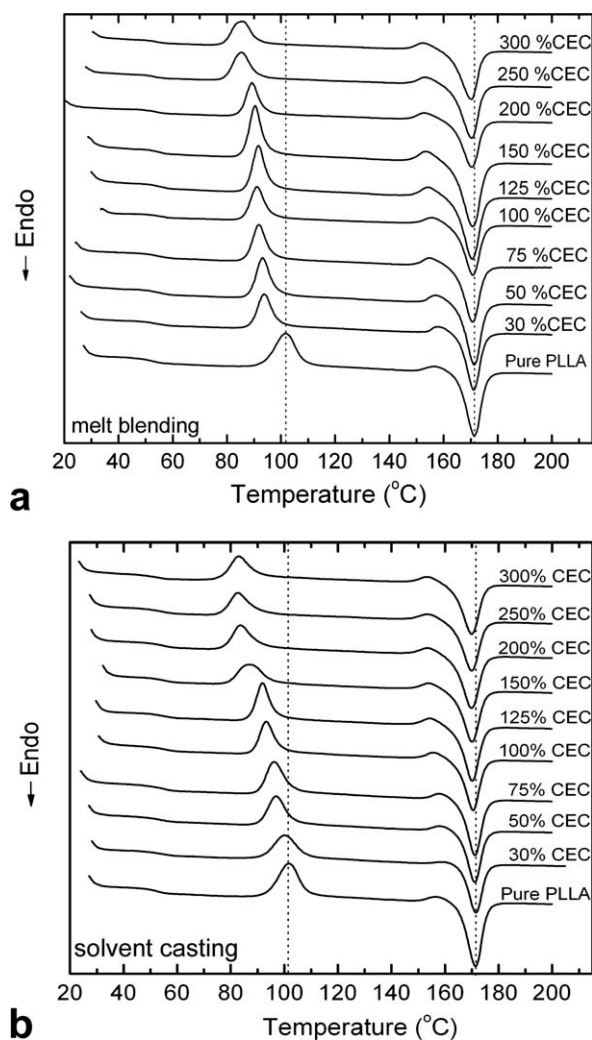 300 %CEC
250 %CEC
200 %CEC
150 %CEC
125 %CEC
100 %CEC
75 %CEC
50 %CEC
30 %CEC
Pure PLLA
← Endo
melt blending
20 40 60 80 100 120 140 160 180 200
Temperature (°C)
a
300% CEC
250% CEC
200% CEC
150% CEC
125% CEC
100% CEC
75% CEC
50% CEC
30% CEC
Pure PLLA
← Endo
solvent casting
20 40 60 80 100 120 140 160 180 200
Temperature (°C)
b